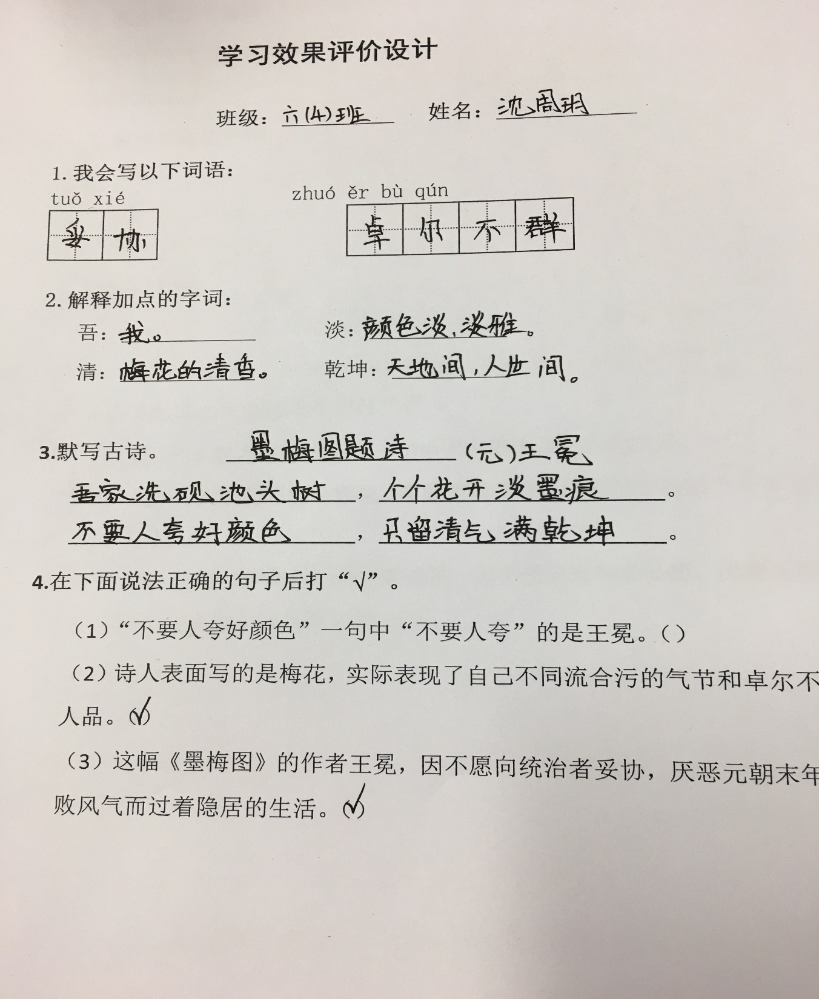 学习效果评价设计
班级：六(4)班 姓名：沈周玥
1. 我会写以下词语：
tuǒ xié zhuó ěr bù qún
妥协 卓尔不群
2. 解释加点的字词：
吾：我。 淡：颜色淡，淡雅。
清：梅花的清香。 乾坤：天地间，人世间。
3.默写古诗。 墨梅图题诗 (元)王冕
吾家洗砚池头树，个个花开淡墨痕。
不要人夸好颜色，只留清气满乾坤。
4.在下面说法正确的句子后打“√”。
（1）“不要人夸好颜色”一句中“不要人夸”的是王冕。（）
（2）诗人表面写的是梅花，实际表现了自己不同流合污的气节和卓尔不
人品。（√）
（3）这幅《墨梅图》的作者王冕，因不愿向统治者妥协，厌恶元朝末年
败风气而过着隐居的生活。（√）